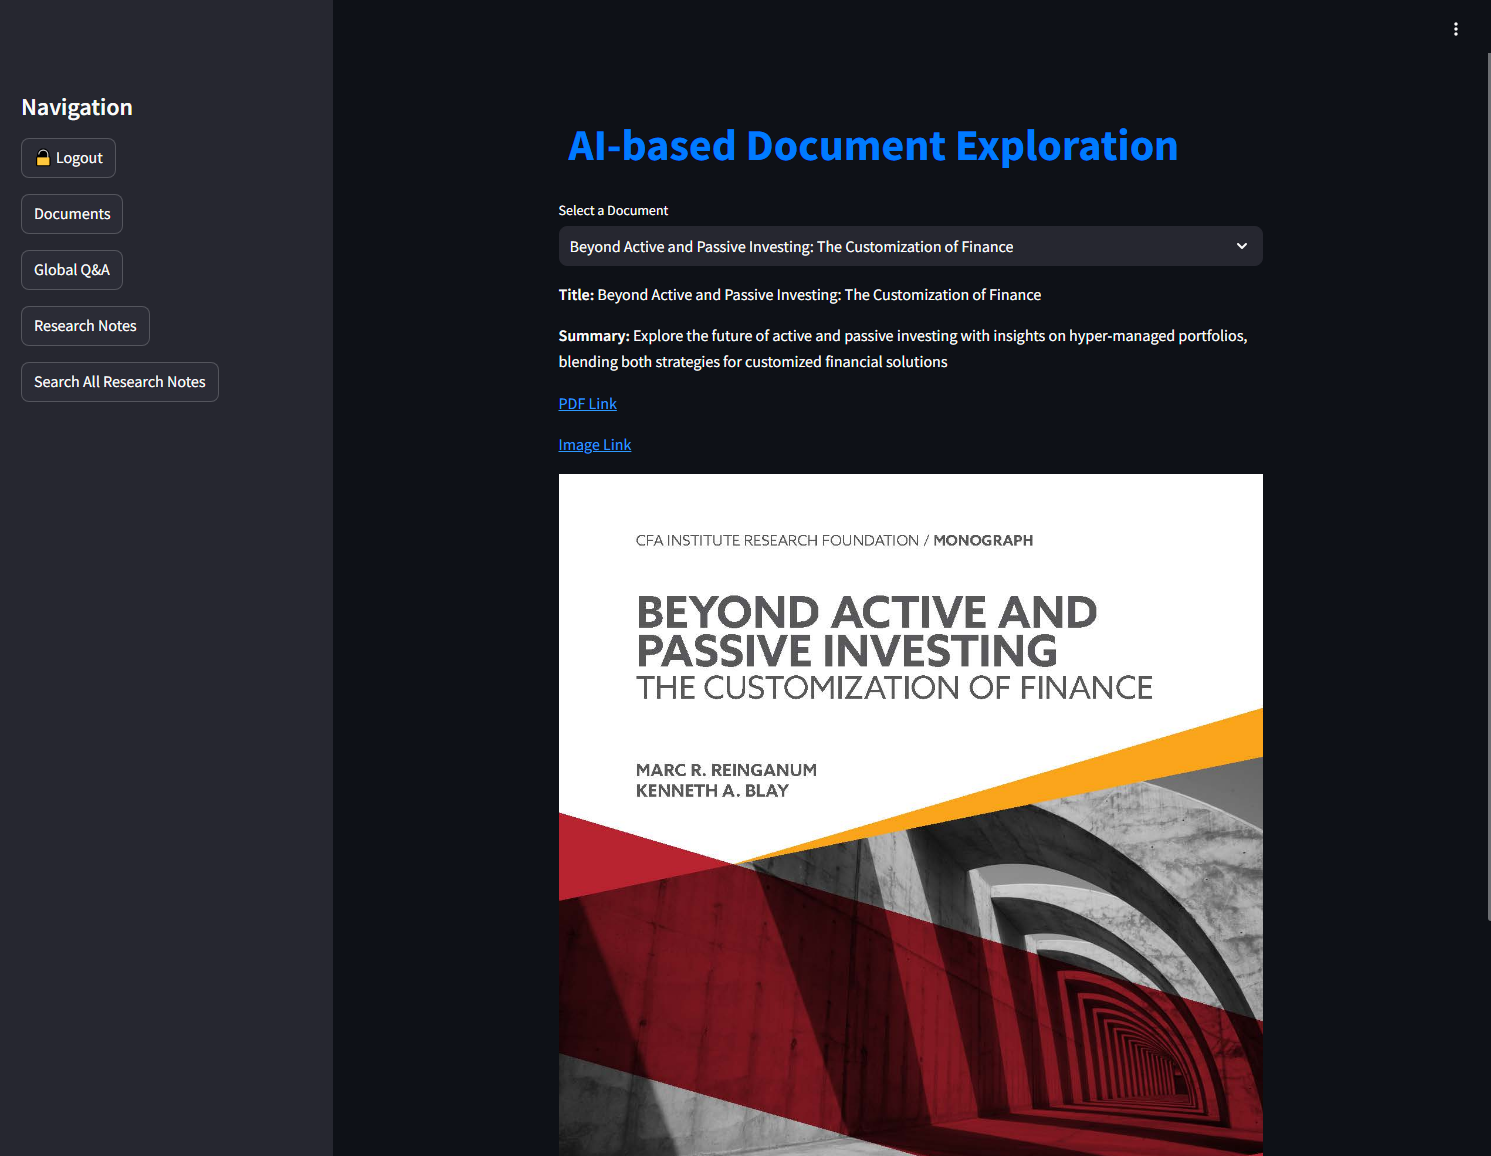 Navigation
Logout
Documents
Global Q&A
Research Notes
Search All Research Notes
AI-based Document Exploration
Select a Document
Beyond Active and Passive Investing: The Customization of Finance
Title: Beyond Active and Passive Investing: The Customization of Finance
Summary: Explore the future of active and passive investing with insights on hyper-managed portfolios,
blending both strategies for customized financial solutions
PDF Link
Image Link
CFA INSTITUTE RESEARCH FOUNDATION / MONOGRAPH
BEYOND ACTIVE AND
PASSIVE INVESTING
THE CUSTOMIZATION OF FINANCE
MARC R. REINGANUM
KENNETH A. BLAY